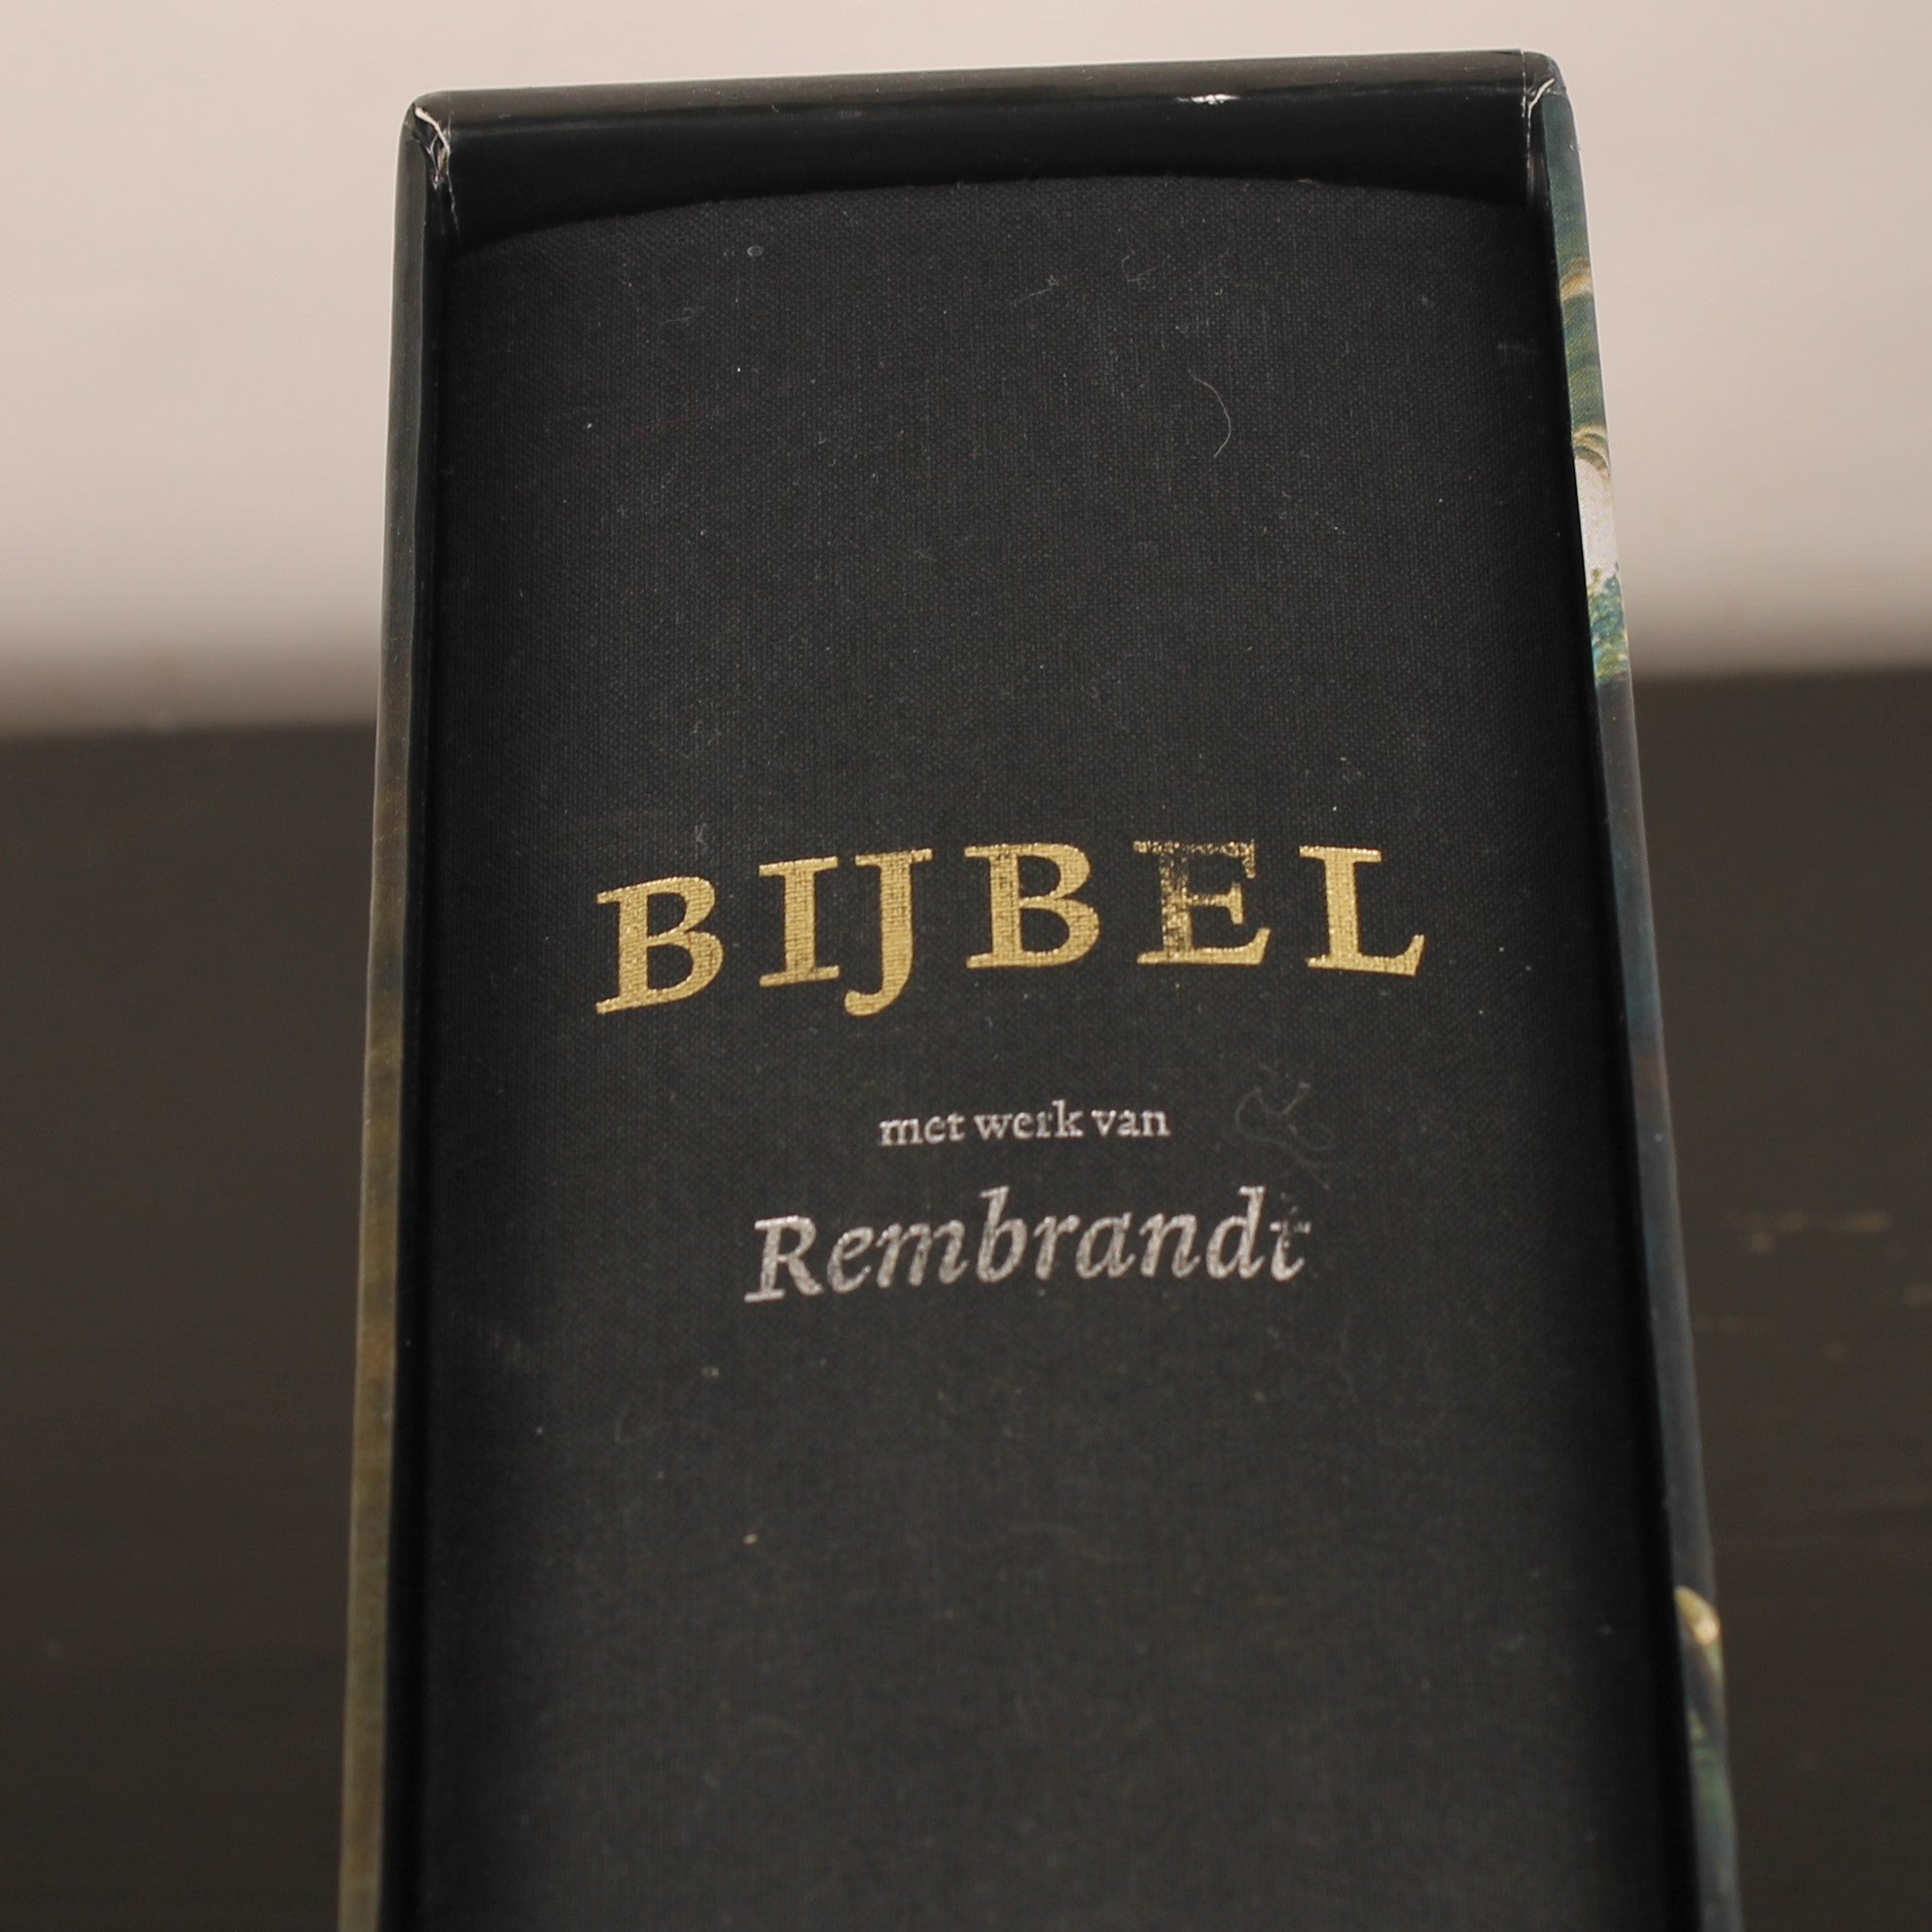 BIJBEL
met werk van
Rembrandt